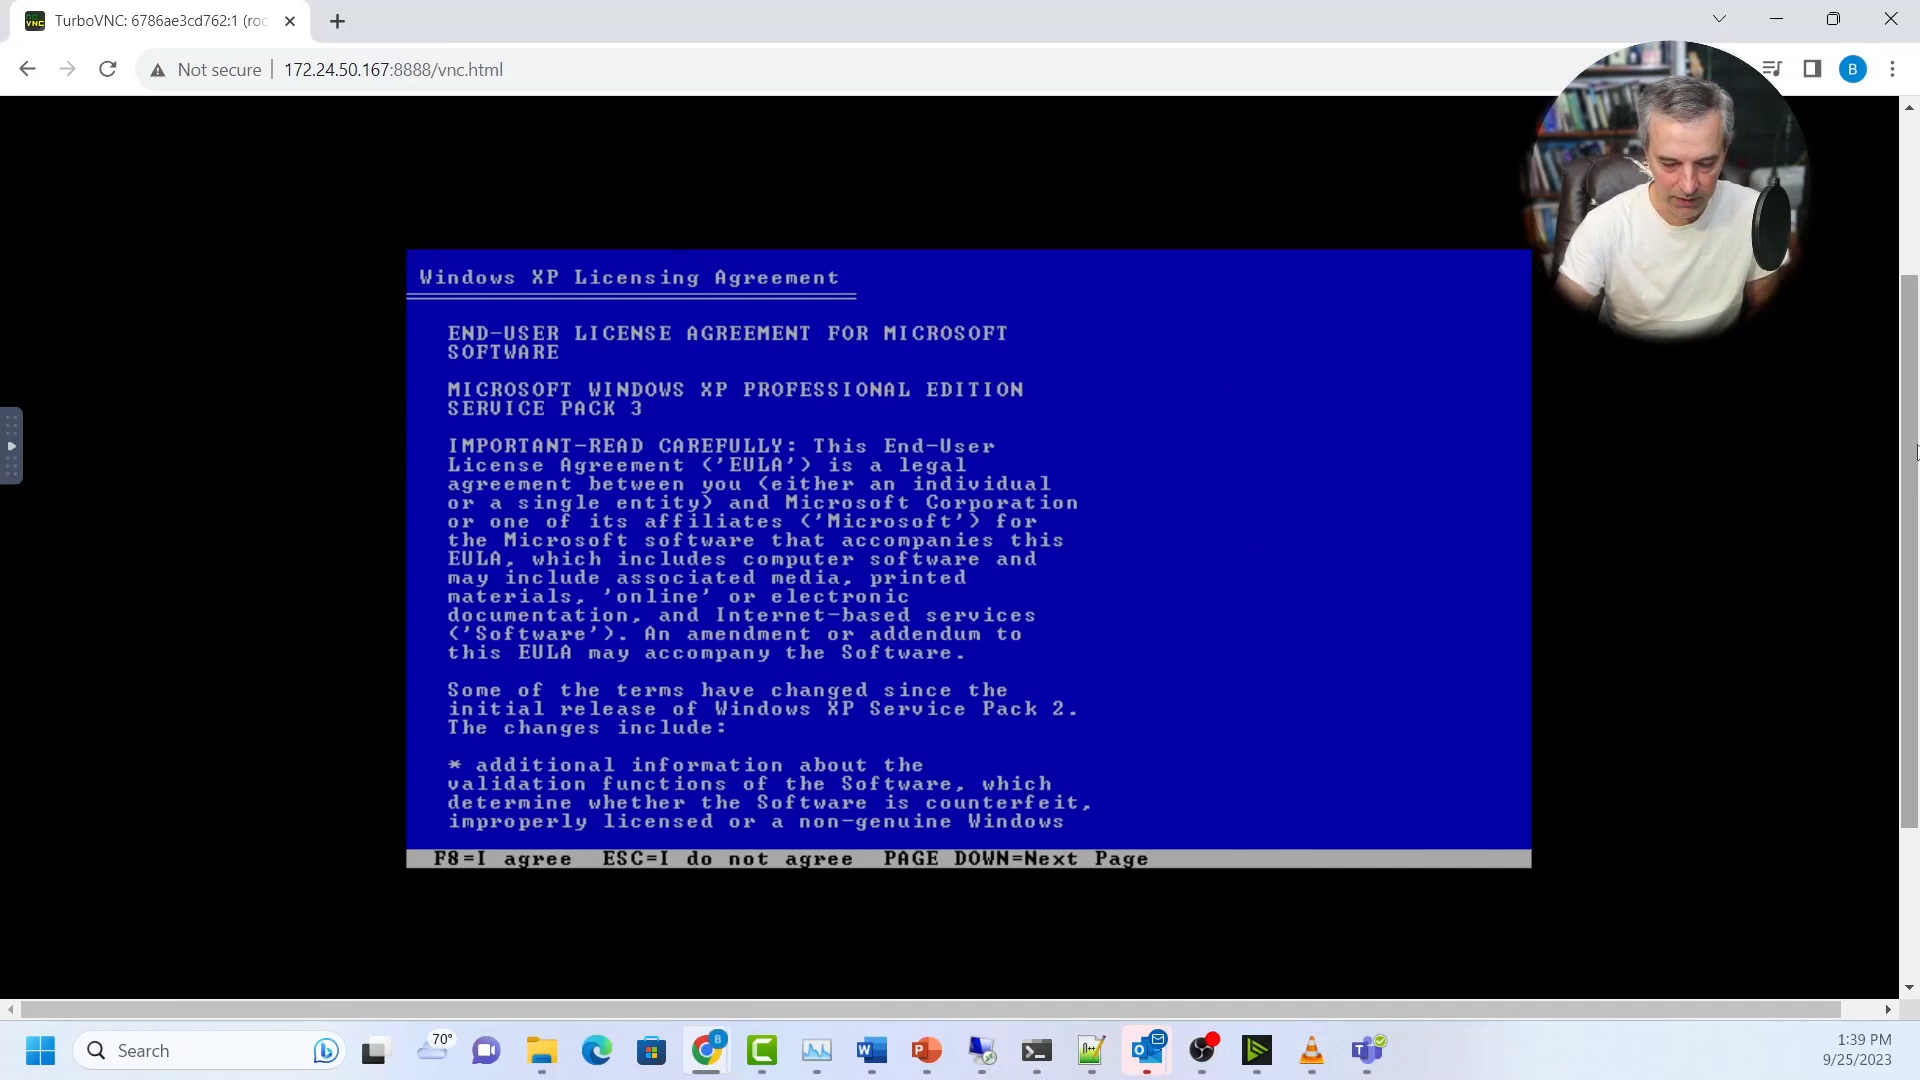 TurboVNC: 6786ae3cd762:1 (roo
Not secure
172.24.50.167:8888/vnc.html
B
Windows XP Licensing Agreement
END-USER LICENSE AGREEMENT FOR MICROSOFT
SOFTWARE
MICROSOFT WINDOWS XP PROFESSIONAL EDITION
SERVICE PACK 3
IMPORTANT-READ CAREFULLY: This End-User
License Agreement ('EULA') is a legal
agreement between you (either an individual
or a single entity) and Microsoft Corporation
or one of its affiliates ('Microsoft') for
the Microsoft software that accompanies this
EULA, which includes computer software and
may include associated media, printed
materials, 'online' or electronic
documentation, and Internet-based services
('Software'). An amendment or addendum to
this EULA may accompany the Software.
Some of the terms have changed since the
initial release of Windows XP Service Pack 2.
The changes include:
* additional information about the
validation functions of the Software, which
determine whether the Software is counterfeit,
improperly licensed or a non-genuine Windows
F8=I agree ESC=I do not agree PAGE DOWN=Next Page
Search
70°
1:39 PM
9/25/2023